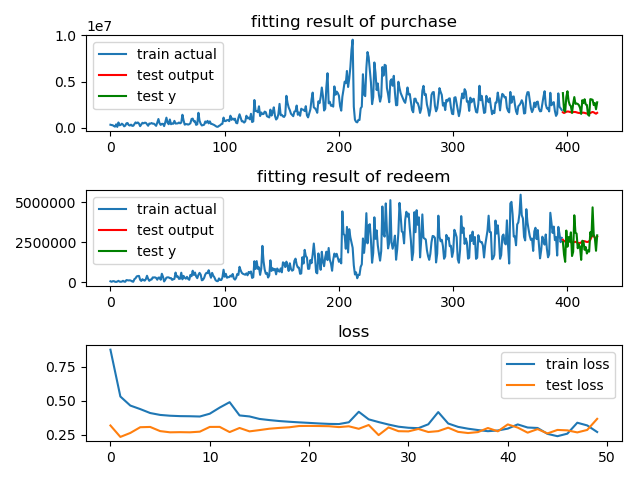 fitting result of purchase
1e7
1.0
0.5
0.0
train actual
test output
test y
0 100 200 300 400
fitting result of redeem
5000000
2500000
0
train actual
test output
test y
0 100 200 300 400
loss
0.75
0.50
0.25
train loss
test loss
0 10 20 30 40 50